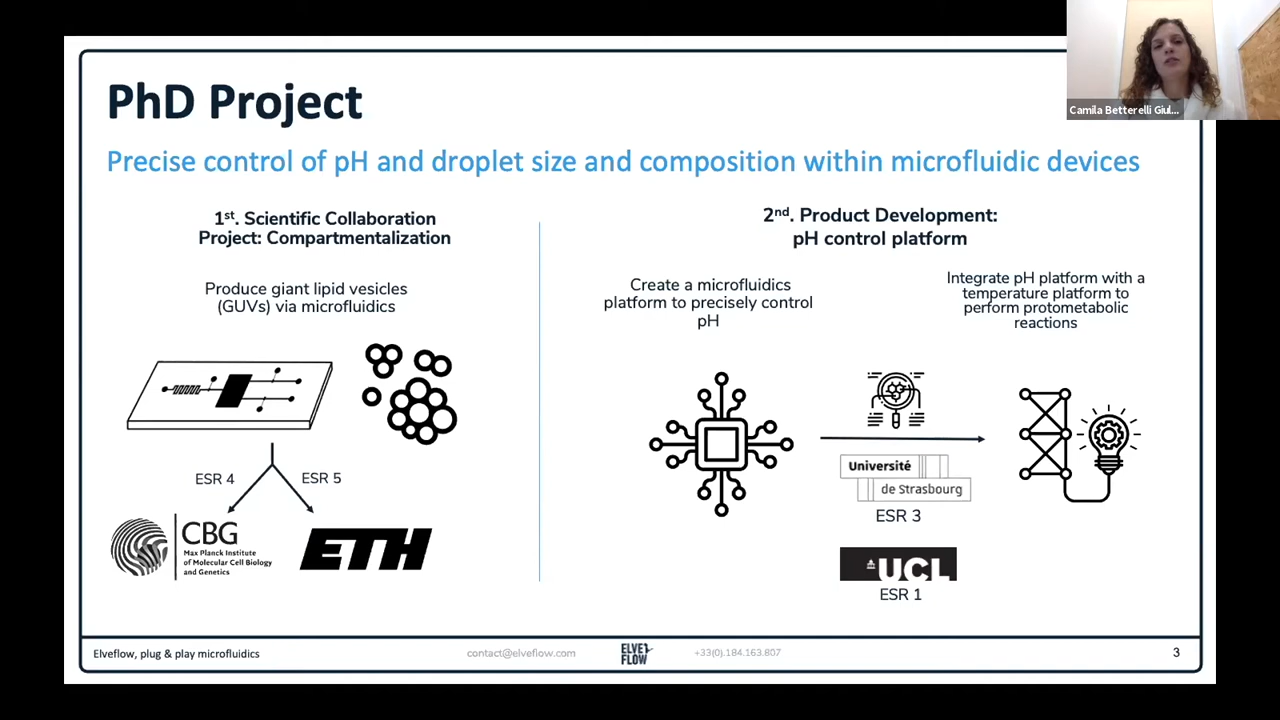 PhD Project
Camila Betterelli Giul...
Precise control of pH and droplet size and composition within microfluidic devices
1st. Scientific Collaboration
Project: Compartmentalization
Produce giant lipid vesicles
(GUVs) via microfluidics
ESR 4
ESR 5
CBG
Max Planck Institute
of Molecular Cell Biology
and Genetics
ETH
2nd. Product Development:
pH control platform
Create a microfluidics
platform to precisely control
pH
Integrate pH platform with a
temperature platform to
perform protometabolic
reactions
Université
de Strasbourg
ESR 3
UCL
ESR 1
Elveflow, plug & play microfluidics
contact@elveflow.com
ELVE
FLOW
+33(0).184.163.807
3